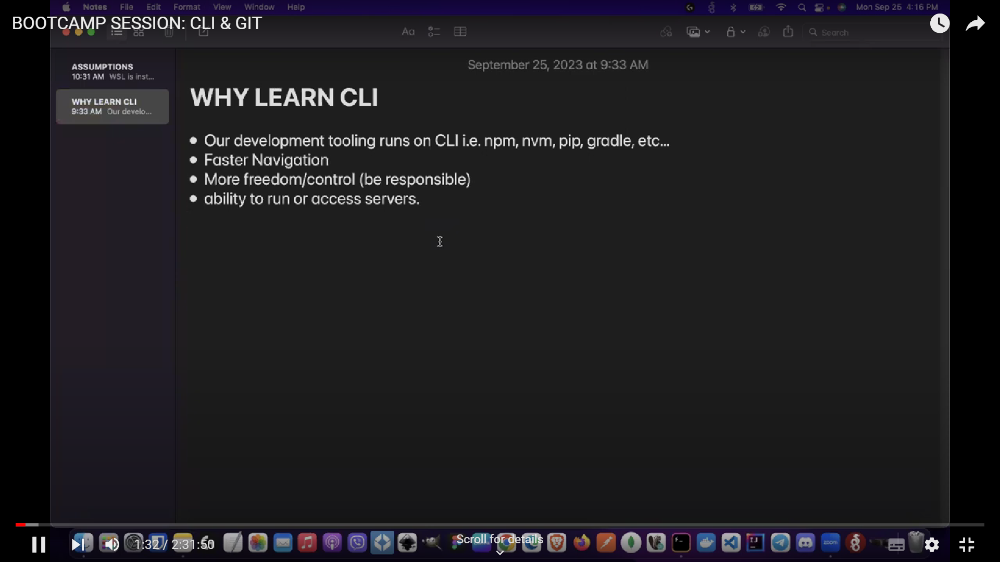 Notes File Edit Format View Window Help
Mon Sep 25 4:16 PM
BOOTCAMP SESSION: CLI & GIT
Aa
Search
ASSUMPTIONS
10:31 AM WSL is inst...
WHY LEARN CLI
9:33 AM Our develo...
September 25, 2023 at 9:33 AM
WHY LEARN CLI
• Our development tooling runs on CLI i.e. npm, nvm, pip, gradle, etc...
• Faster Navigation
• More freedom/control (be responsible)
• ability to run or access servers.
1:32 / 2:31:50
Scroll for details
IJ
zoom